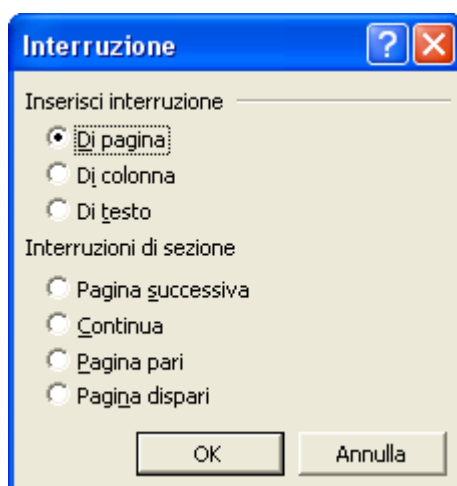 Interruzione
Inserisci interruzione
Di pagina
Di colonna
Di testo
Interruzioni di sezione
Pagina successiva
Continua
Pagina pari
Pagina dispari
OK Annulla